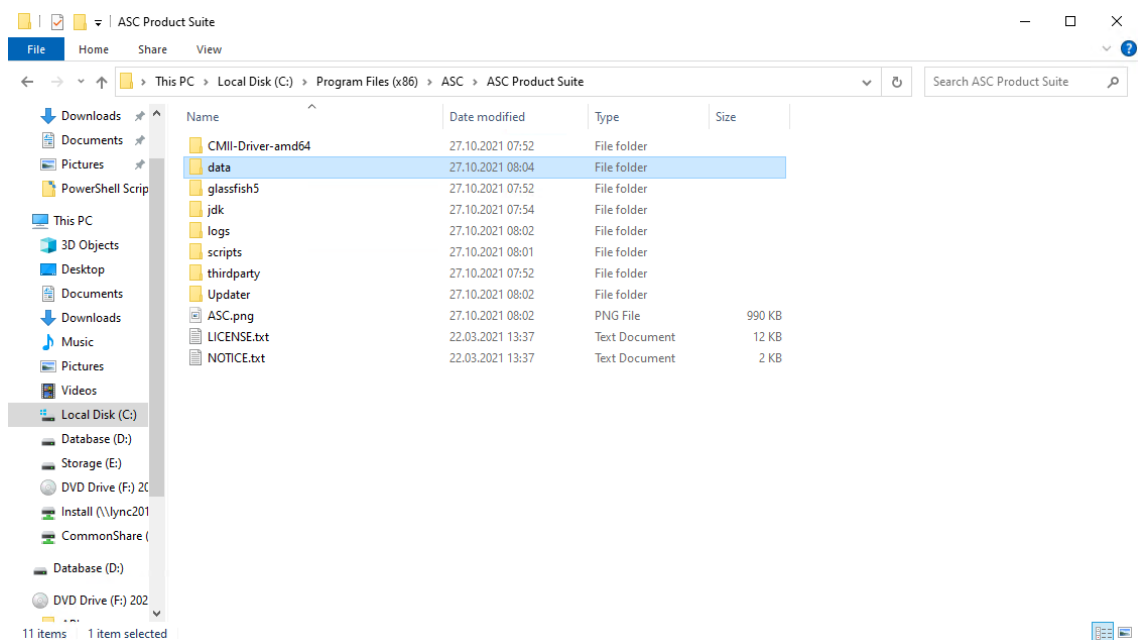 ASC Product Suite
File Home Share View
This PC Local Disk (C:) Program Files (x86) ASC ASC Product Suite
Search ASC Product Suite
Downloads
Documents
Pictures
PowerShell Scrip
This PC
3D Objects
Desktop
Documents
Downloads
Music
Pictures
Videos
Local Disk (C:)
Database (D:)
Storage (E:)
DVD Drive (F:) 20
Install (\\lync201
CommonShare (
Database (D:)
DVD Drive (F:) 202
Name Date modified Type Size
CMII-Driver-amd64 27.10.2021 07:52 File folder
data 27.10.2021 08:04 File folder
glassfish5 27.10.2021 07:52 File folder
jdk 27.10.2021 07:54 File folder
logs 27.10.2021 08:02 File folder
scripts 27.10.2021 08:01 File folder
thirdparty 27.10.2021 07:52 File folder
Updater 27.10.2021 08:02 File folder
ASC.png 27.10.2021 08:02 PNG File 990 KB
LICENSE.txt 22.03.2021 13:37 Text Document 12 KB
NOTICE.txt 22.03.2021 13:37 Text Document 2 KB
11 items 1 item selected